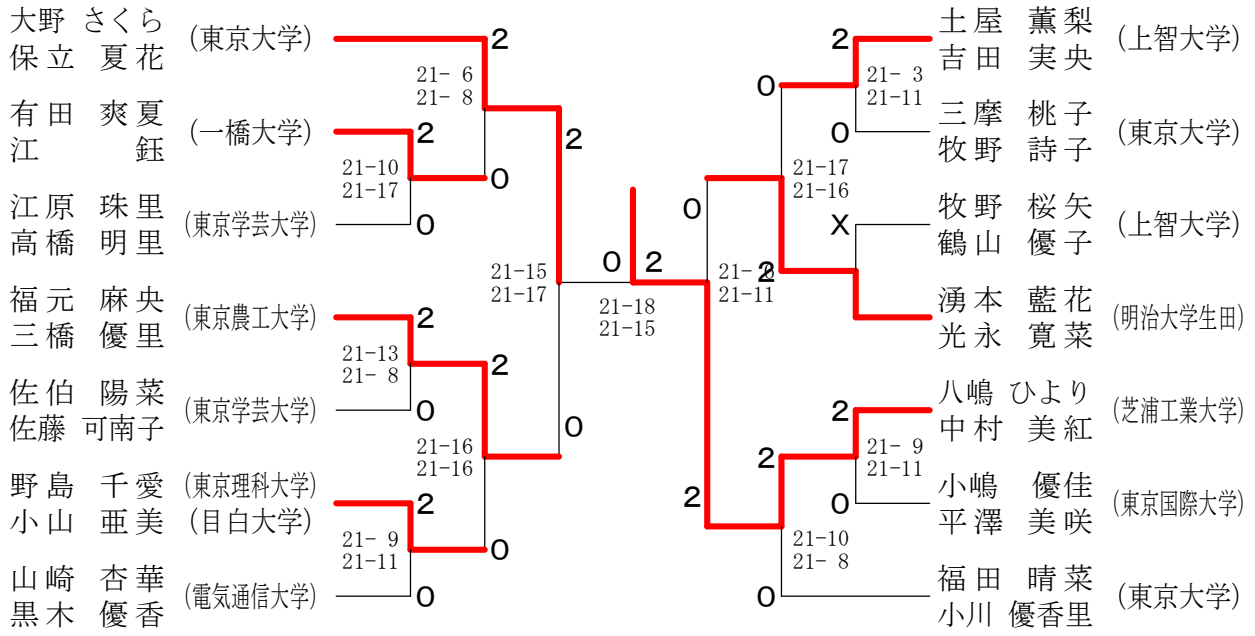 大野 さくら
保立 夏花
(東京大学)
2
21- 6
21- 8
有田 爽夏
江 鈺
(一橋大学)
2
21-10
21-17
0
江原 珠里
高橋 明里
(東京学芸大学)
0
2
21-15
21-17
福元 麻央
三橋 優里
(東京農工大学)
2
21-13
21- 8
2
佐伯 陽菜
佐藤 可南子
(東京学芸大学)
0
21-16
21-16
0
野島 千愛
小山 亜美
(東京理科大学)
(目白大学)
2
21- 9
21-11
0
山崎 杏華
黒木 優香
(電気通信大学)
0
0 2
21-18
21-15
土屋 薫梨
吉田 実央
(上智大学)
2
21- 3
21-11
0
三摩 桃子
牧野 詩子
(東京大学)
0
21-17
21-16
牧野 桜矢
鶴山 優子
(上智大学)
X
0
2
21- 6
21-11
湧本 藍花
光永 寛菜
(明治大学生田)
八嶋 ひより
中村 美紅
(芝浦工業大学)
2
21- 9
21-11
2
小嶋 優佳
平澤 美咲
(東京国際大学)
0
2
21-10
21- 8
福田 晴菜
小川 優香里
(東京大学)
0